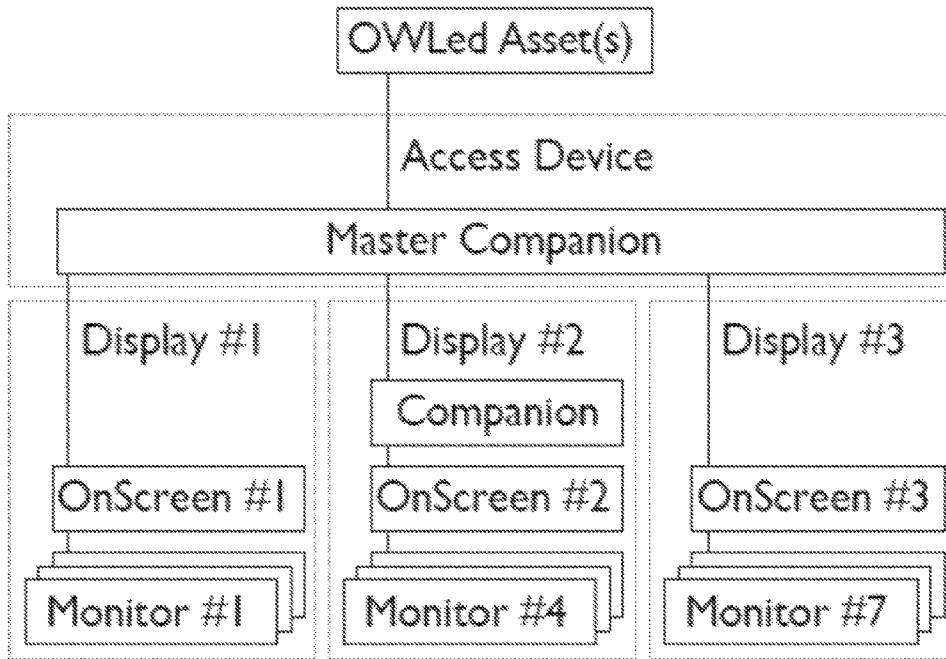 OWLed Asset(s)
Access Device
Master Companion
Display #1
Display #2
Display #3
Companion
OnScreen #1
OnScreen #2
OnScreen #3
Monitor #1
Monitor #4
Monitor #7